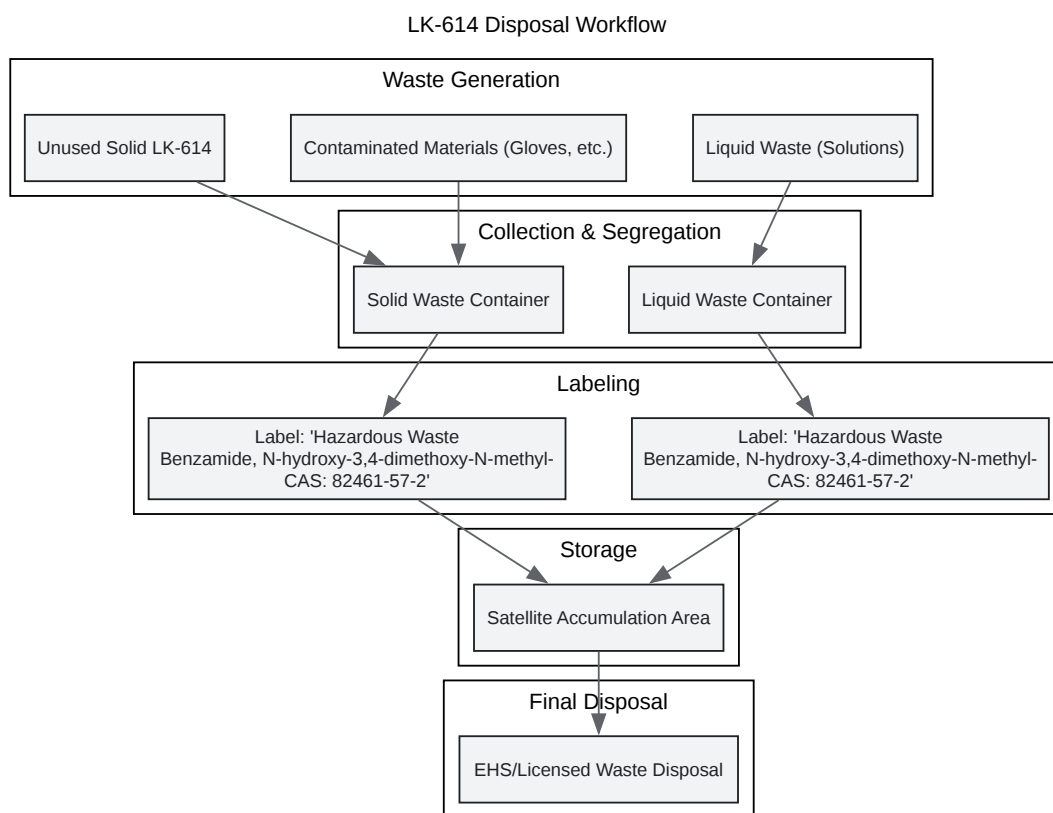 LK-614 Disposal Workflow
Waste Generation
Unused Solid LK-614
Contaminated Materials (Gloves, etc.)
Liquid Waste (Solutions)
Collection & Segregation
Solid Waste Container
Liquid Waste Container
Labeling
Label: 'Hazardous Waste
Benzamide, N-hydroxy-3,4-dimethoxy-N-methyl-
CAS: 82461-57-2'
Label: 'Hazardous Waste
Benzamide, N-hydroxy-3,4-dimethoxy-N-methyl-
CAS: 82461-57-2'
Storage
Satellite Accumulation Area
Final Disposal
EHS/Licensed Waste Disposal